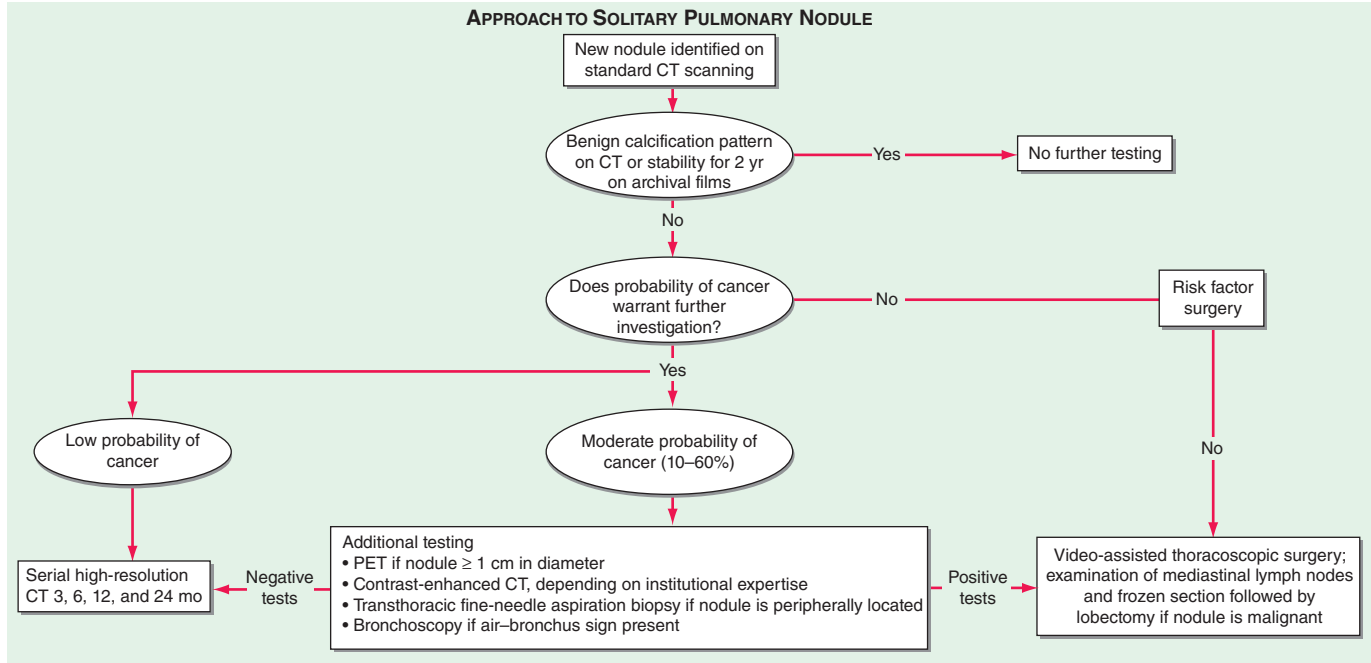 APPROACH TO SOLITARY PULMONARY NODULE
New nodule identified on
standard CT scanning
Benign calcification pattern
on CT or stability for 2 yr
on archival films
Yes
No further testing
No
Does probability of cancer
warrant further
investigation?
No
Risk factor
surgery
Yes
Low probability of
cancer
Moderate probability of
cancer (10–60%)
No
Serial high-resolution
CT 3, 6, 12, and 24 mo
Negative
tests
Additional testing
• PET if nodule ≥ 1 cm in diameter
• Contrast-enhanced CT, depending on institutional expertise
• Transthoracic fine-needle aspiration biopsy if nodule is peripherally located
• Bronchoscopy if air–bronchus sign present
Positive
tests
Video-assisted thoracoscopic surgery;
examination of mediastinal lymph nodes
and frozen section followed by
lobectomy if nodule is malignant